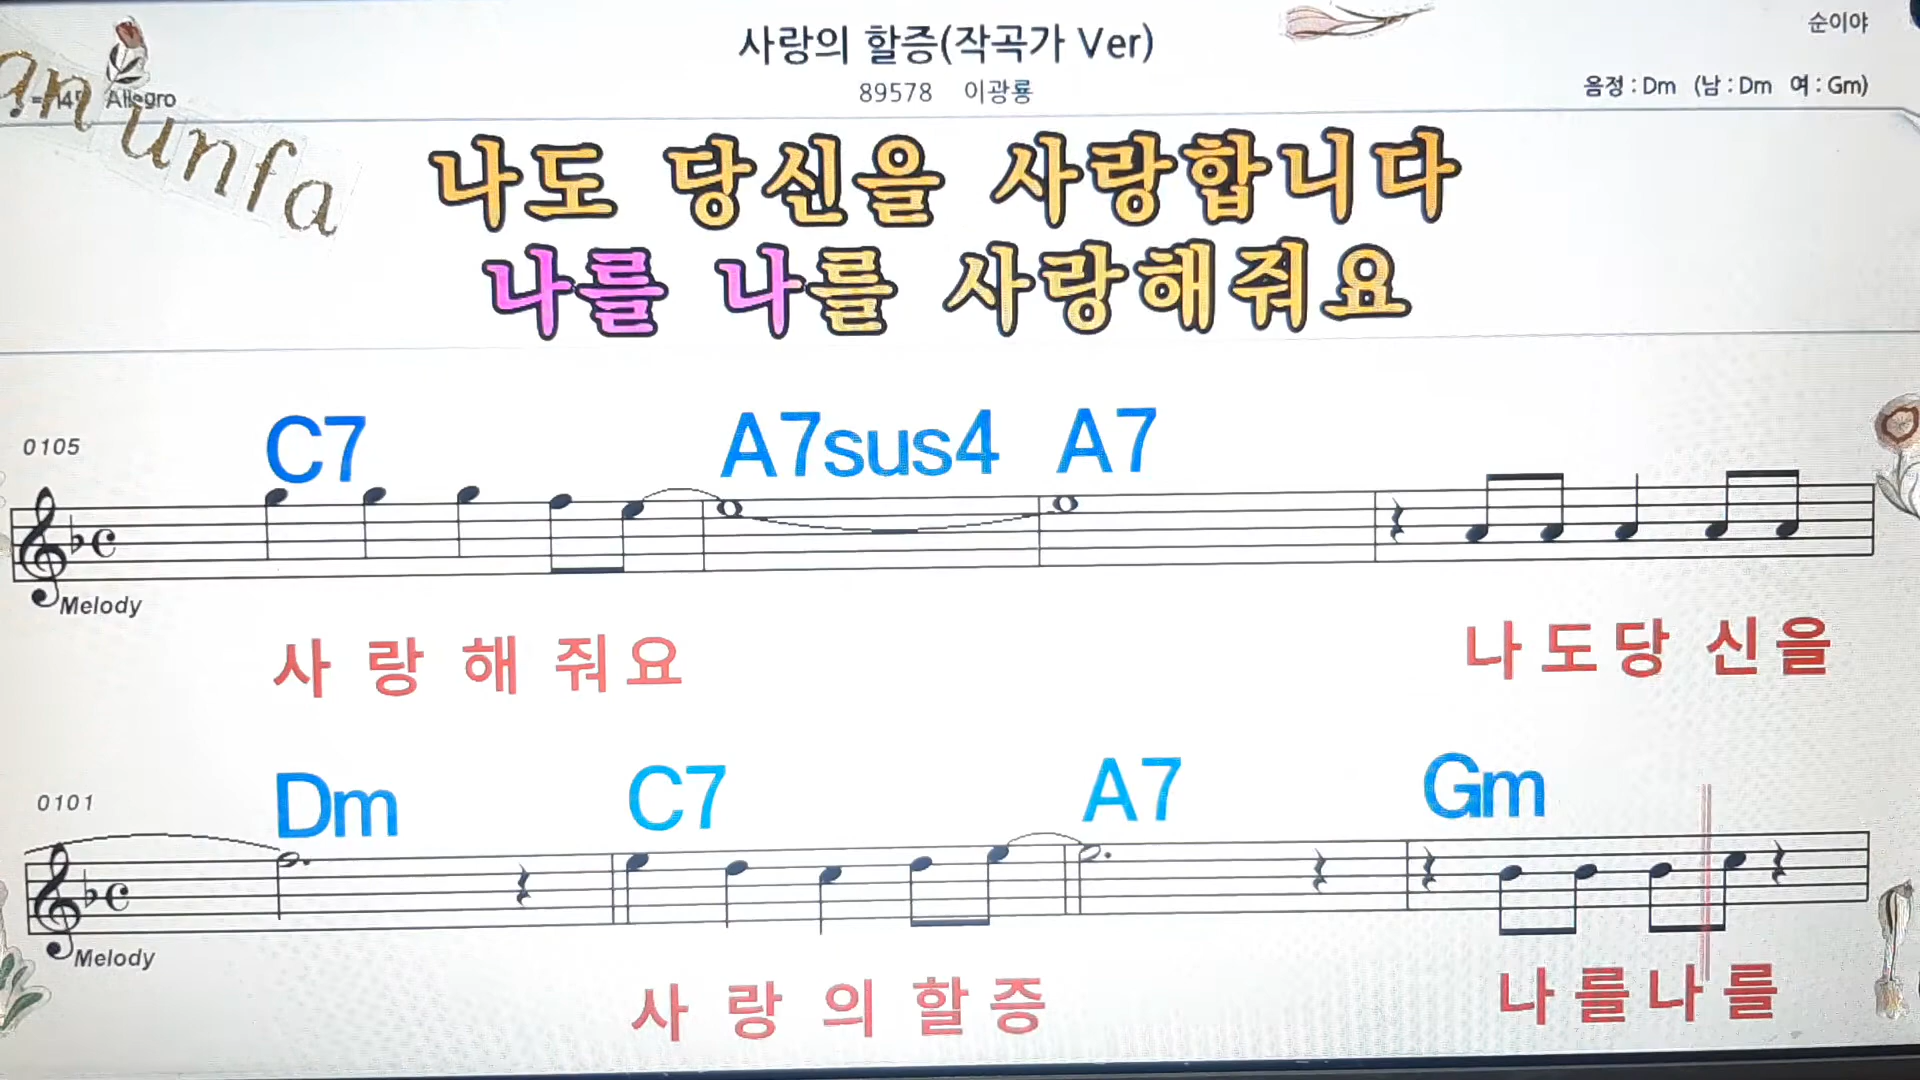 사랑의 할증(작곡가 Ver)
순이야
89578 이광룡
음정 : Dm (남 : Dm 여 : Gm)
Allegro
an unfa
나도 당신을 사랑합니다
나를 나를 사랑해줘요
0105
C7 A7sus4 A7
Melody
사 랑 해 줘 요 나 도 당 신 을
0101
Dm C7 A7 Gm
Melody
사 랑 의 할 증 나 를 나 를